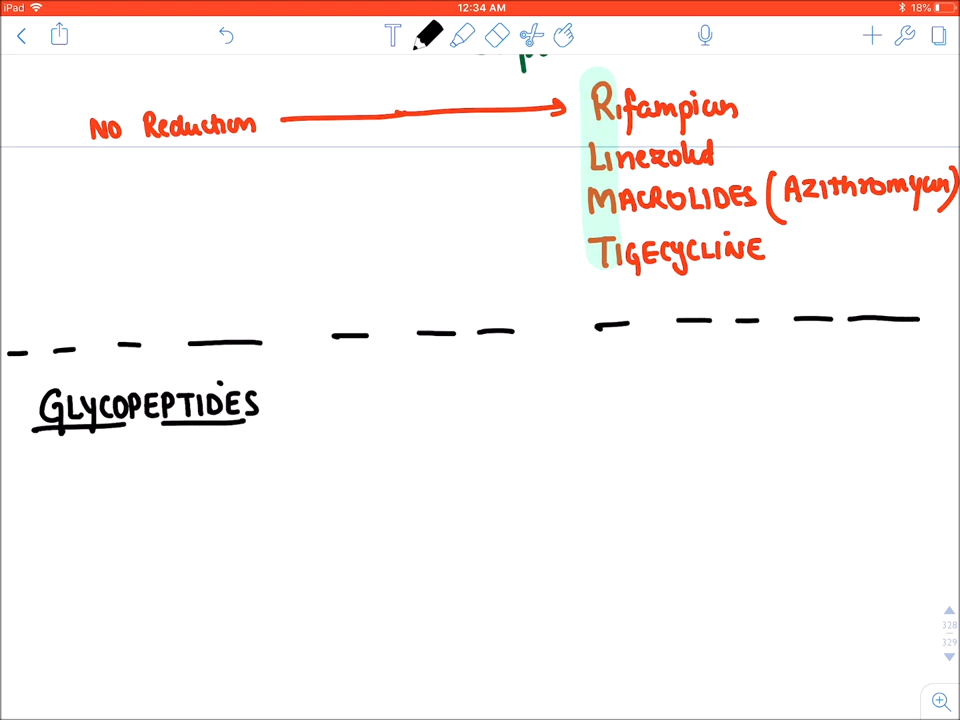 iPad 12:34 AM 18%
T
No Reduction
Rifampicin
Linezolid
MACROLIDES (Azithromycin)
TIGECYCLINE
GLYCOPEPTIDES
328
329